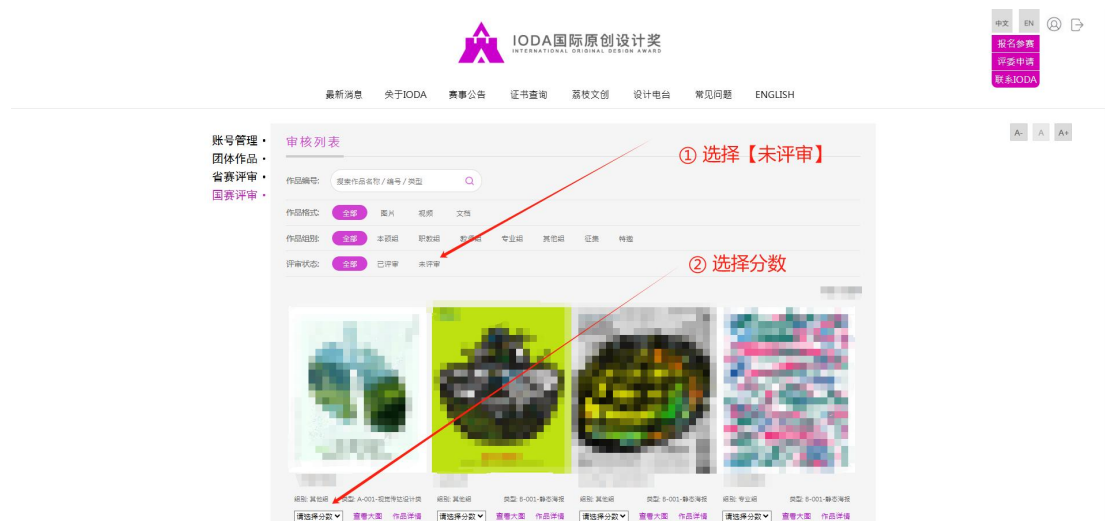 IODA国际原创设计奖
INTERNATIONAL ORIGINAL DESIGN AWARD
中文 EN
报名参赛
评委申请
联系IODA
最新消息 关于IODA 赛事公告 证书查询 荔枝文创 设计电台 常见问题 ENGLISH
A- A A+
账号管理 •
团体作品 •
省赛评审 •
国赛评审 •
审核列表
① 选择【未评审】
作品编号: 搜索作品名称 / 编号 / 类型
作品格式: 全部 图片 视频 文档
作品组别: 全部 本硕组 职教组 教师组 专业组 其他组 征集 特邀
评审状态: 全部 已评审 未评审
② 选择分数
组别: 其他组 类型: A-001-视觉传达设计类 组别: 其他组 类型: B-001-静态海报 组别: 其他组 类型: B-001-静态海报 组别: 专业组 类型: B-001-静态海报
请选择分数 查看大图 作品详情 请选择分数 查看大图 作品详情 请选择分数 查看大图 作品详情 请选择分数 查看大图 作品详情